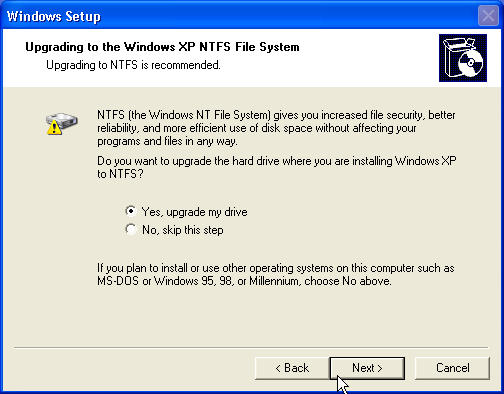 Windows Setup
Upgrading to the Windows XP NTFS File System
Upgrading to NTFS is recommended.
NTFS (the Windows NT File System) gives you increased file security, better
reliability, and more efficient use of disk space without affecting your
programs and files in any way.
Do you want to upgrade the hard drive where you are installing Windows XP
to NTFS?
Yes, upgrade my drive
No, skip this step
If you plan to install or use other operating systems on this computer such as
MS-DOS or Windows 95, 98, or Millennium, choose No above.
< Back
Next >
Cancel